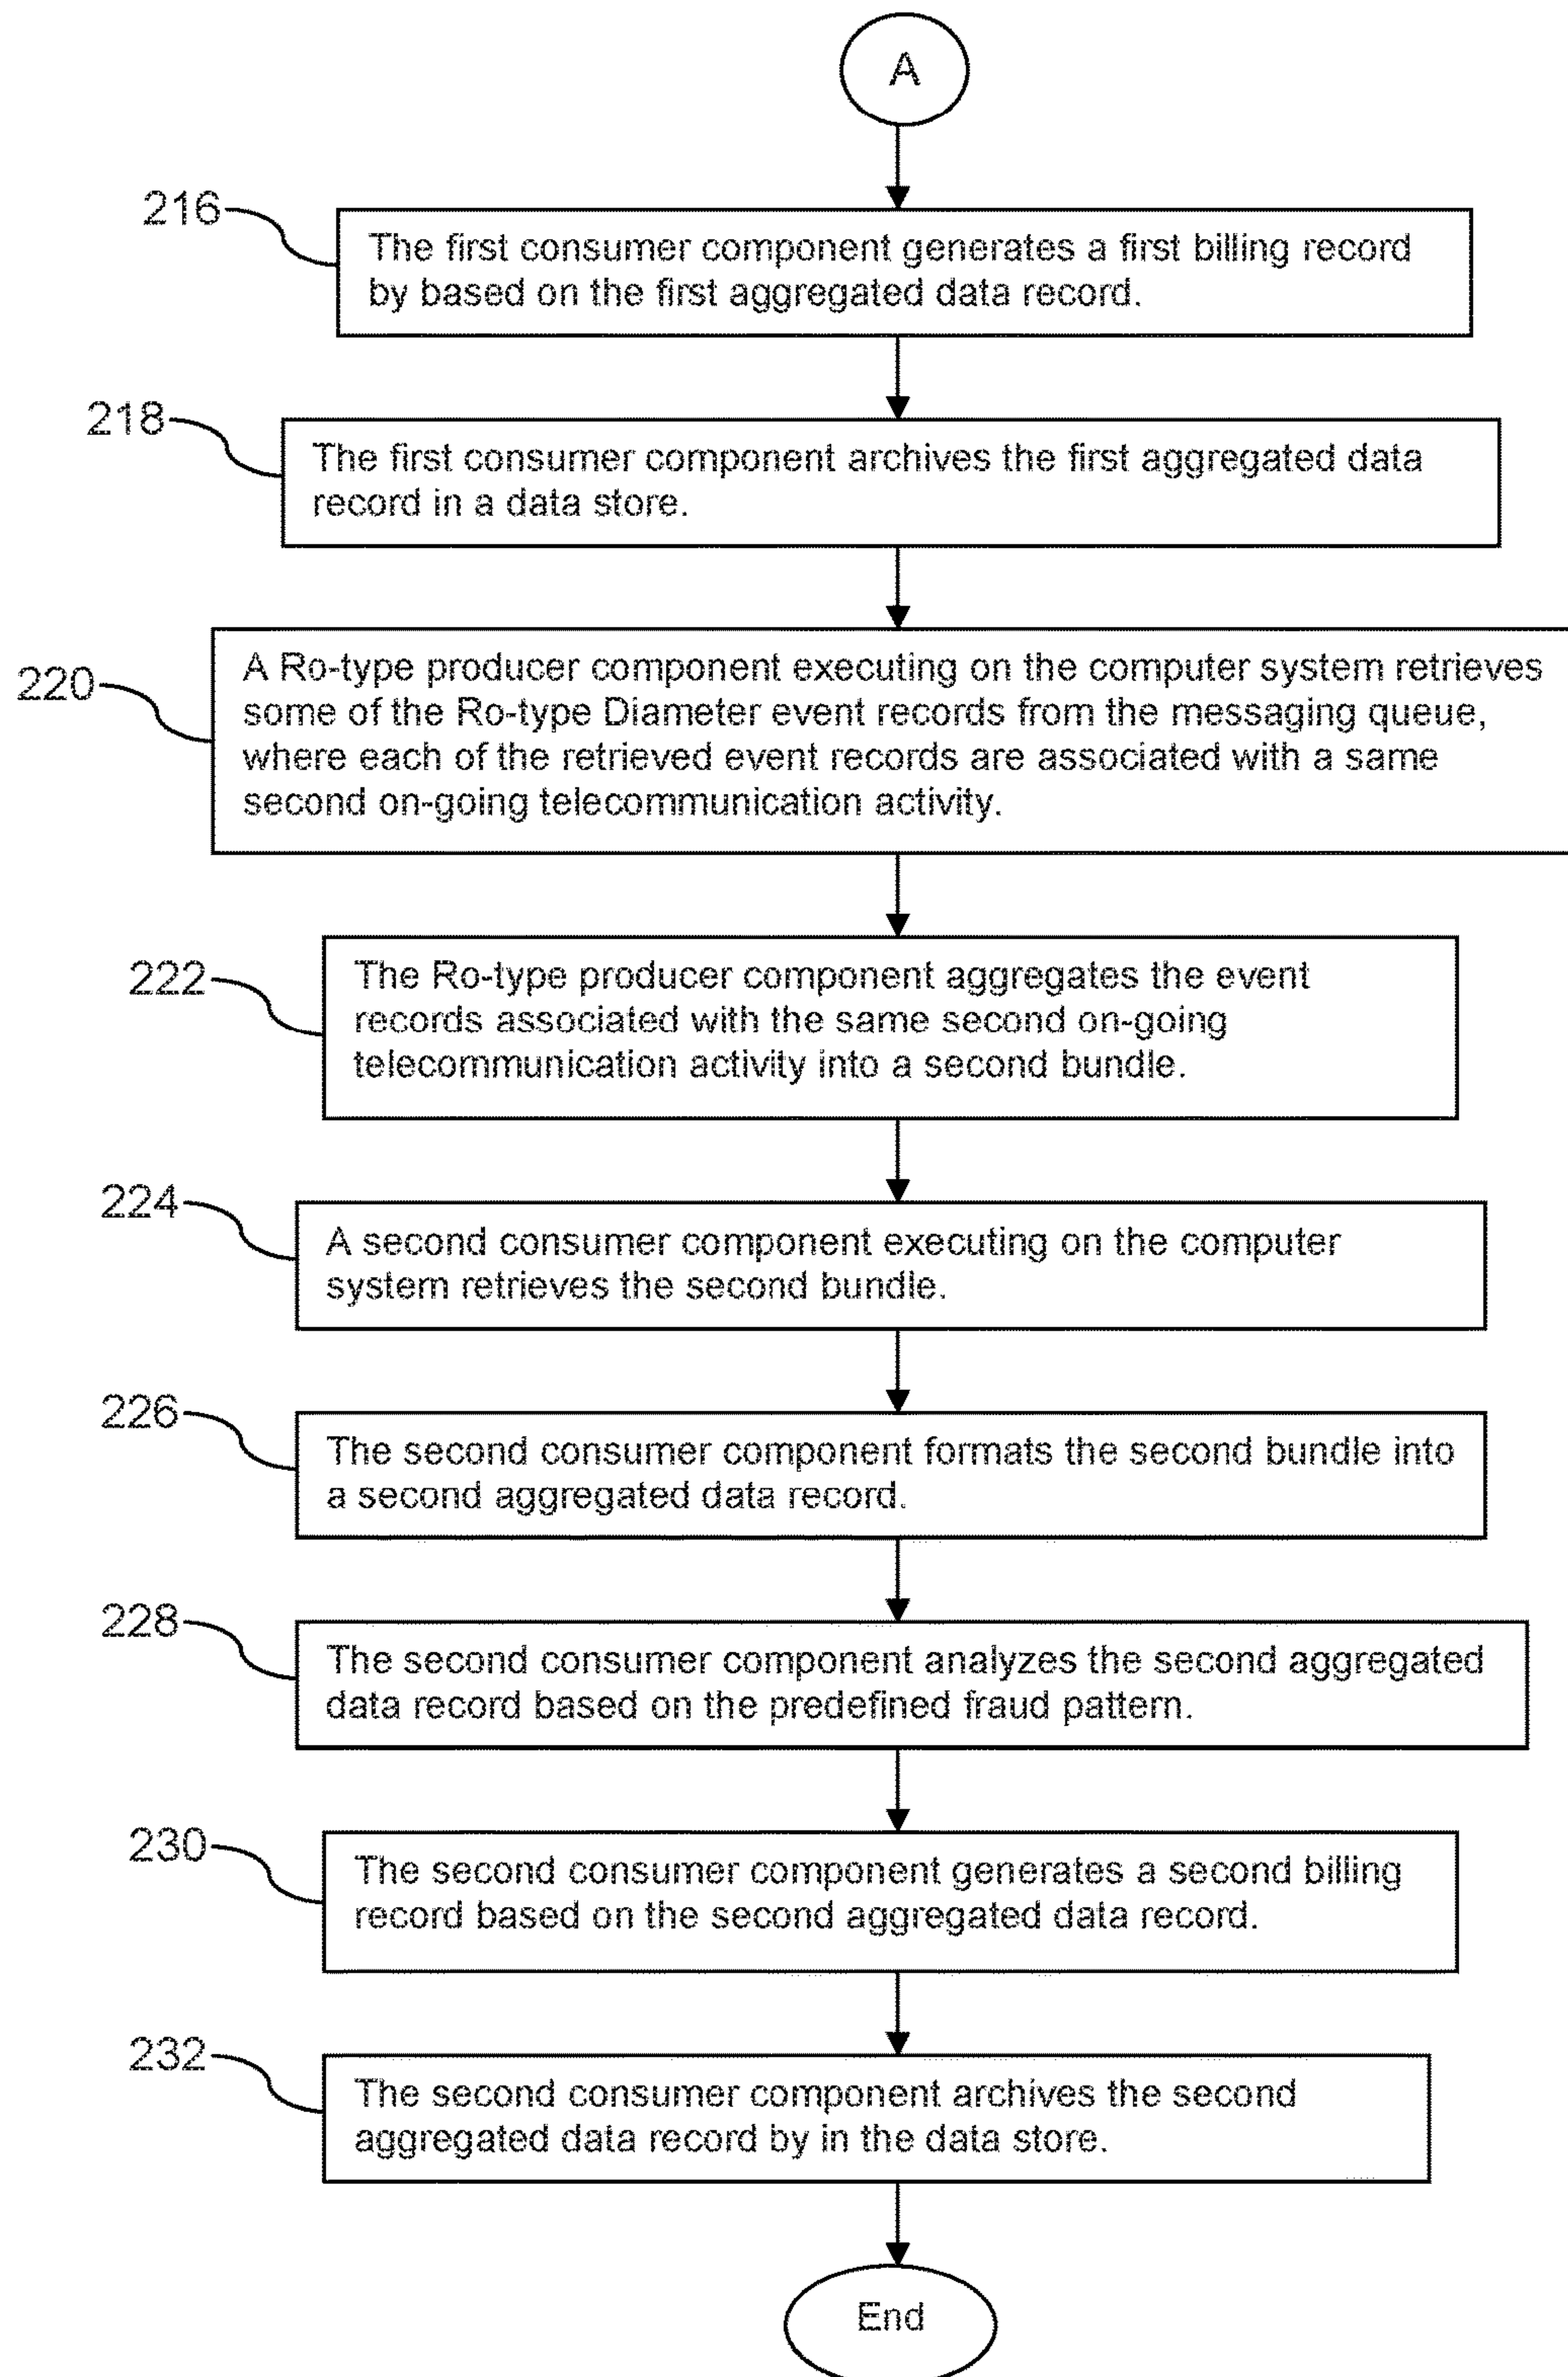 A
216
The first consumer component generates a first billing record
by based on the first aggregated data record.
218
The first consumer component archives the first aggregated data
record in a data store.
220
A Ro-type producer component executing on the computer system retrieves
some of the Ro-type Diameter event records from the messaging queue,
where each of the retrieved event records are associated with a same
second on-going telecommunication activity.
222
The Ro-type producer component aggregates the event
records associated with the same second on-going
telecommunication activity into a second bundle.
224
A second consumer component executing on the computer
system retrieves the second bundle.
226
The second consumer component formats the second bundle into
a second aggregated data record.
228
The second consumer component analyzes the second aggregated
data record based on the predefined fraud pattern.
230
The second consumer component generates a second billing
record based on the second aggregated data record.
232
The second consumer component archives the second
aggregated data record by in the data store.
End